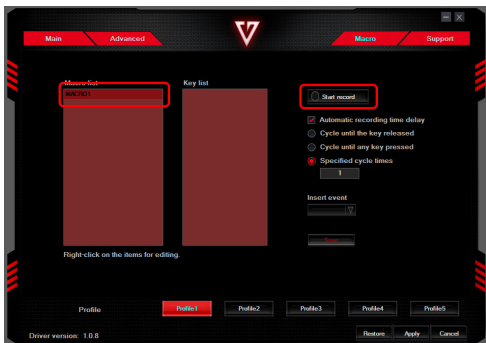 Main
Advanced
Macro
Support
Macro list
Key list
MACRO1
Start record
Automatic recording time delay
Cycle until the key released
Cycle until any key pressed
Specified cycle times
1
Insert event
Save
Right-click on the items for editing.
Profile
Profile1
Profile2
Profile3
Profile4
Profile5
Driver version: 1.0.8
Restore
Apply
Cancel